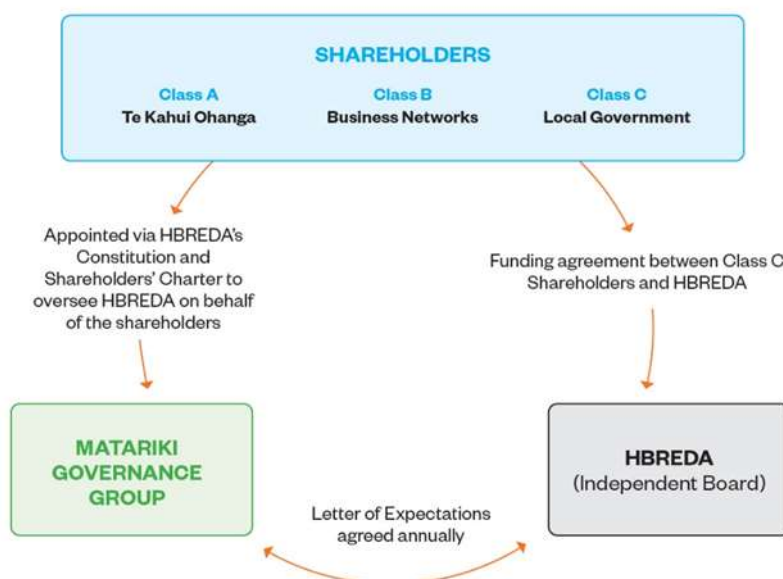 SHAREHOLDERS
Class A
Te Kahui Ohanga
Class B
Business Networks
Class C
Local Government
Appointed via HBREDA's
Constitution and
Shareholders' Charter to
oversee HBREDA on behalf
of the shareholders
Funding agreement between Class C
Shareholders and HBREDA
MATARIKI
GOVERNANCE
GROUP
HBREDA
(Independent Board)
Letter of Expectations
agreed annually